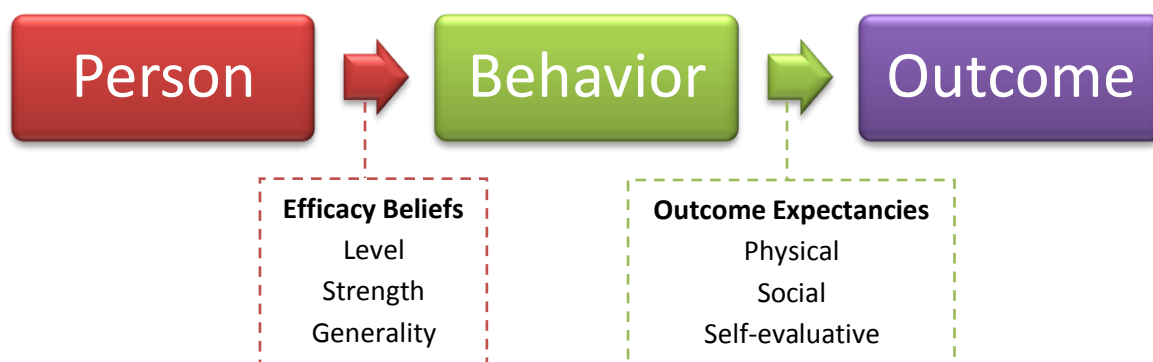 Person
Behavior
Outcome
Efficacy Beliefs
Level
Strength
Generality
Outcome Expectancies
Physical
Social
Self-evaluative